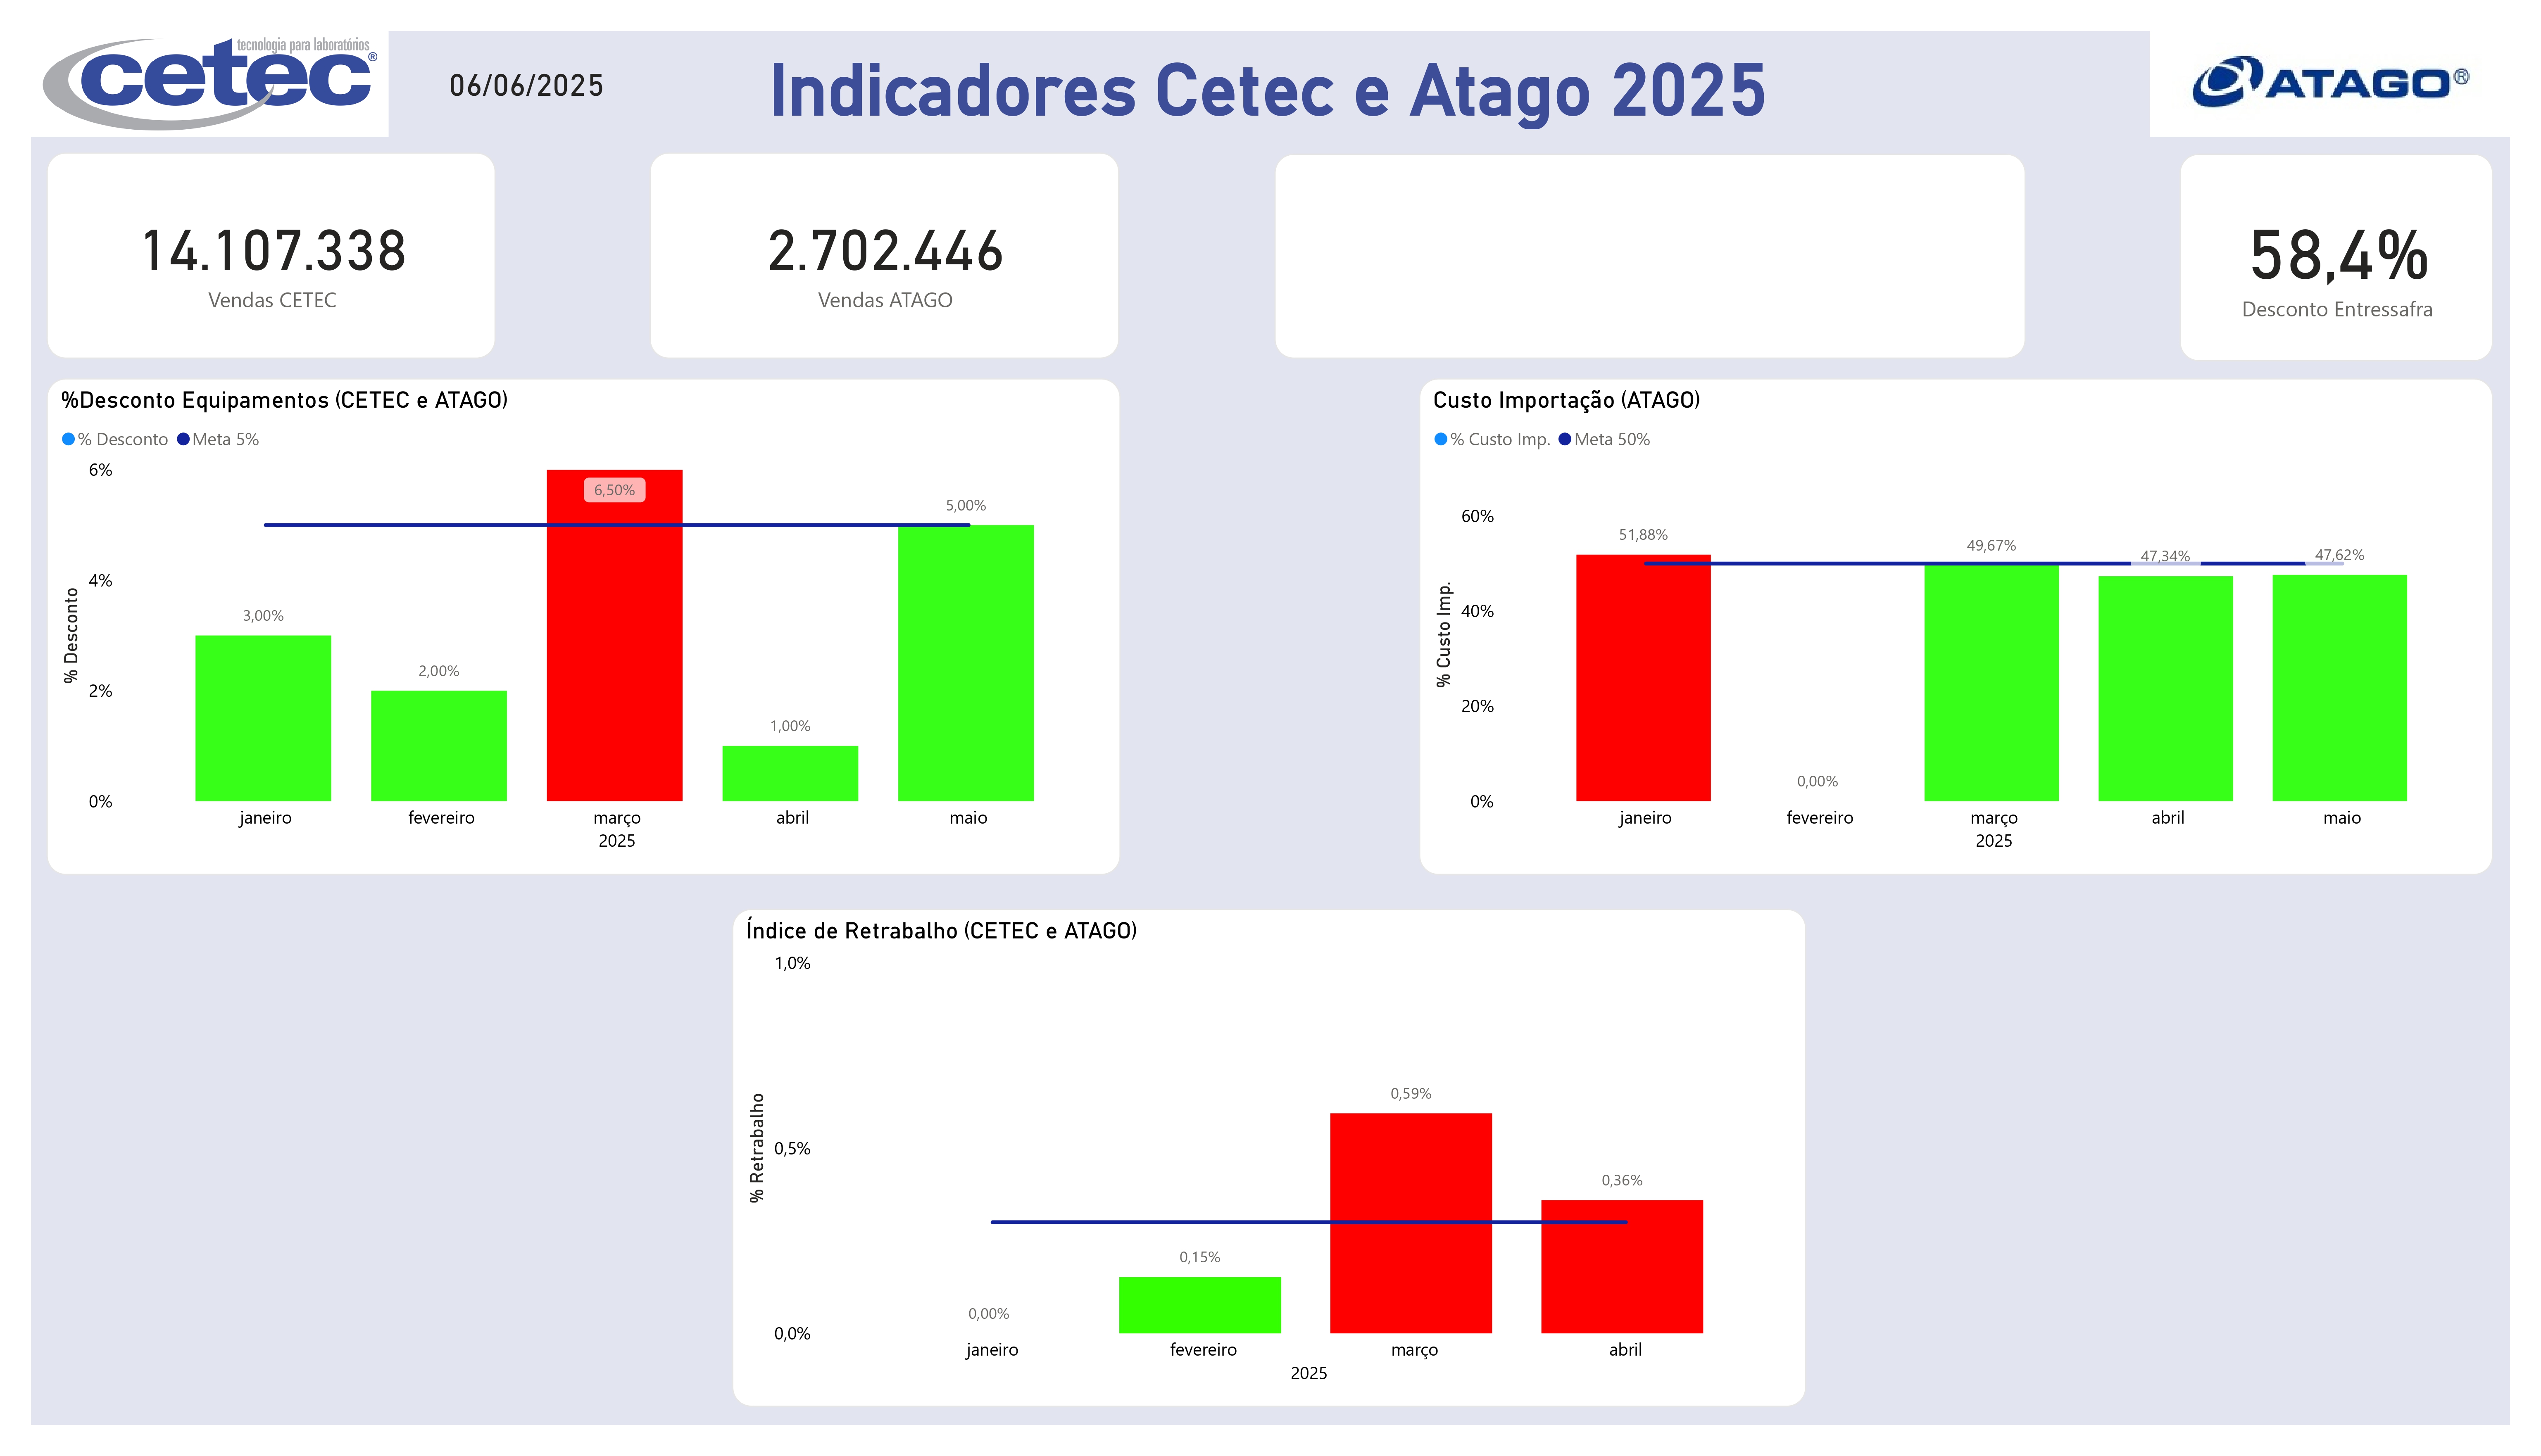 tecnologia para laboratórios
cetec®
06/06/2025
Indicadores Cetec e Atago 2025
ATAGO®
14.107.338
Vendas CETEC
2.702.446
Vendas ATAGO
58,4%
Desconto Entressafra
%Desconto Equipamentos (CETEC e ATAGO)
% Desconto Meta 5%
% Desconto
6%
4%
2%
0%
3,00%
2,00%
6,50%
1,00%
5,00%
janeiro fevereiro março abril maio
2025
Custo Importação (ATAGO)
% Custo Imp. Meta 50%
% Custo Imp.
60%
40%
20%
0%
51,88%
0,00%
49,67%
47,34%
47,62%
janeiro fevereiro março abril maio
2025
Índice de Retrabalho (CETEC e ATAGO)
% Retrabalho
1,0%
0,5%
0,0%
0,00%
0,15%
0,59%
0,36%
janeiro fevereiro março abril
2025